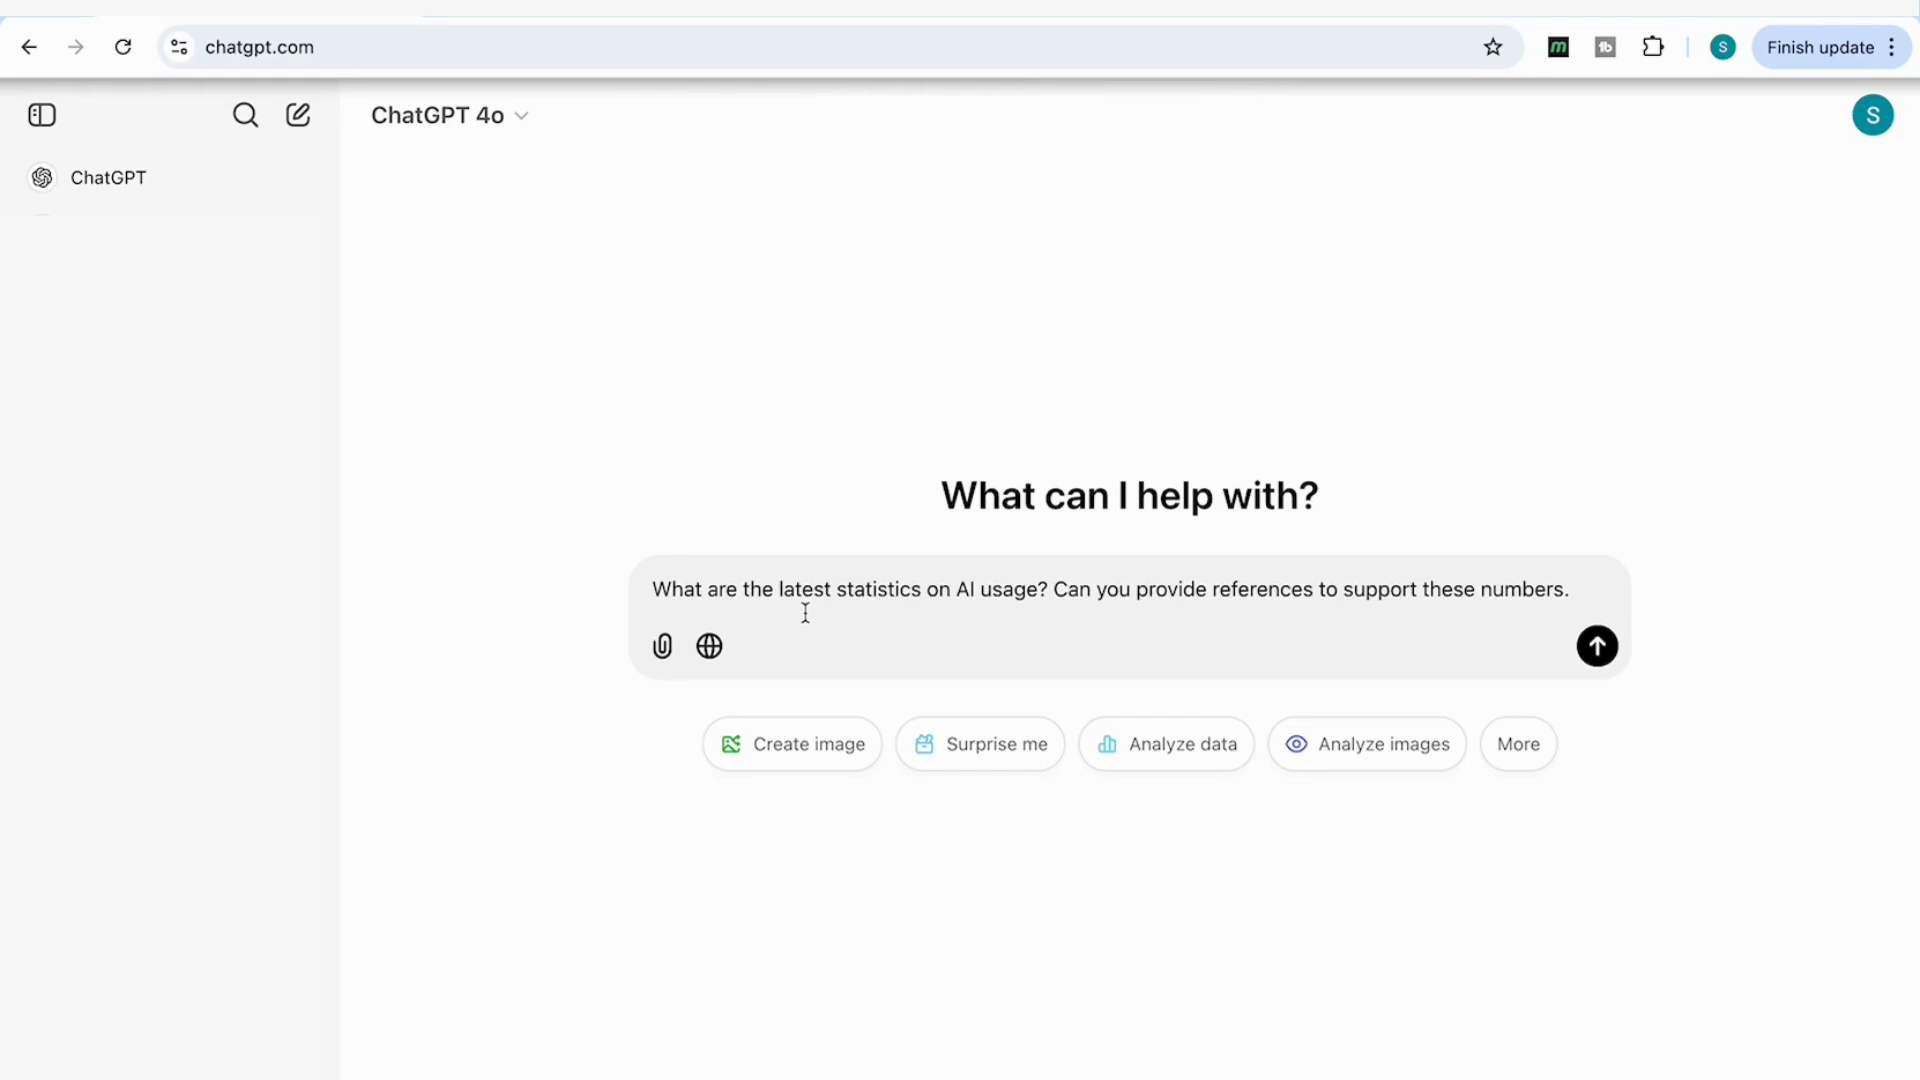 chatgpt.com
S
Finish update
ChatGPT 4o
S
ChatGPT
What can I help with?
What are the latest statistics on AI usage? Can you provide references to support these numbers.
Create image
Surprise me
Analyze data
Analyze images
More